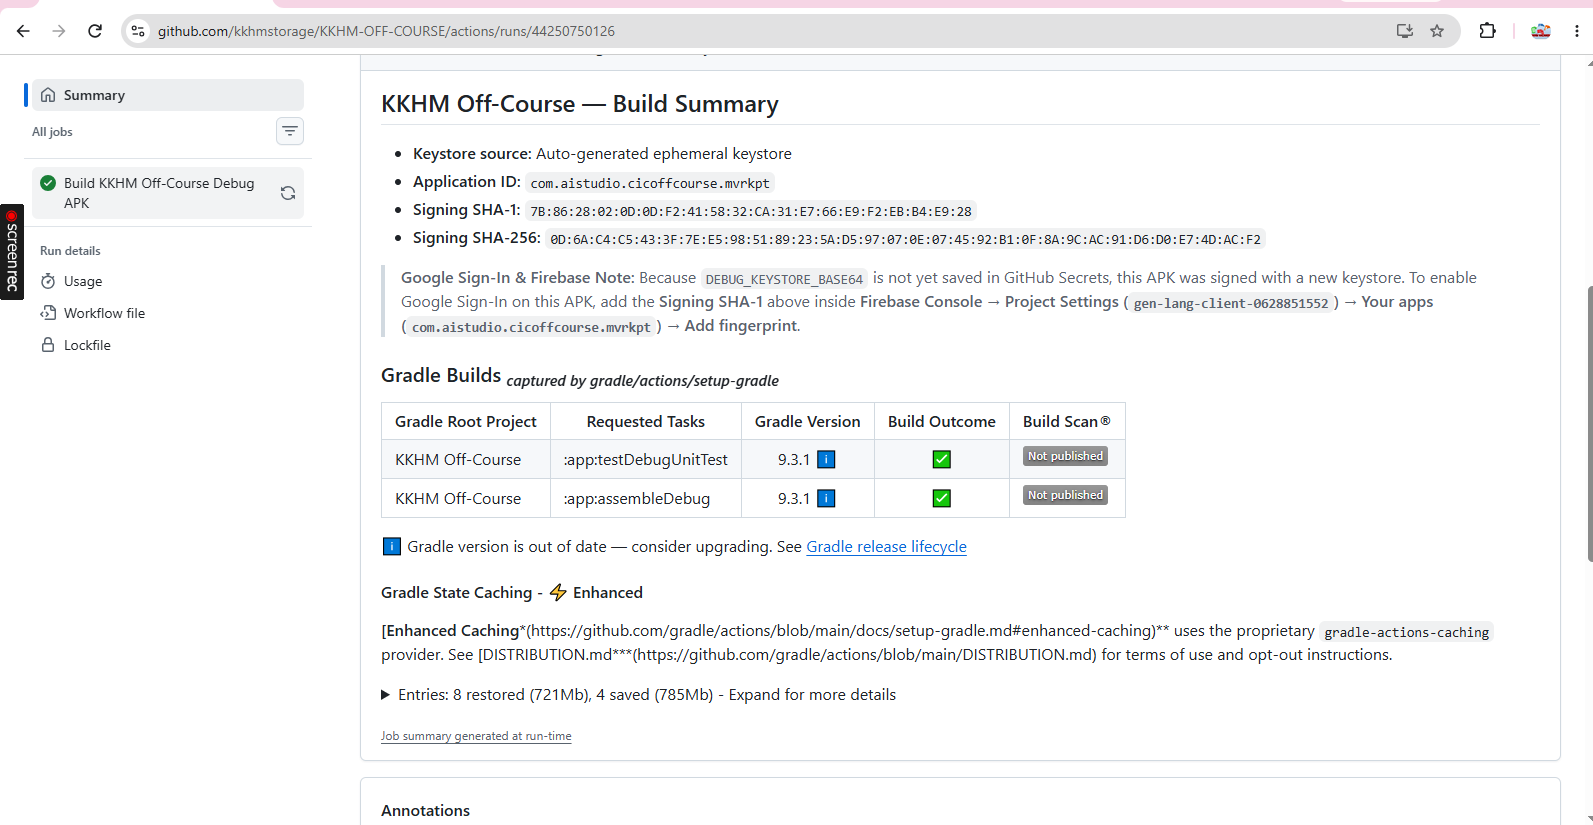 github.com/kkhmstorage/KKHM-OFF-COURSE/actions/runs/44250750126
Summary
All jobs
Build KKHM Off-Course Debug
APK
Run details
Usage
Workflow file
Lockfile
screenrec
KKHM Off-Course — Build Summary
• Keystore source: Auto-generated ephemeral keystore
• Application ID: com.aistudio.cicoffcourse.mvrkpt
• Signing SHA-1: 7B:86:28:02:0D:0D:F2:41:58:32:CA:31:E7:66:E9:F2:EB:B4:E9:28
• Signing SHA-256: 0D:6A:C4:C5:43:3F:7E:E5:98:51:89:23:5A:D5:97:07:0E:07:45:92:B1:0F:8A:9C:AC:91:D6:D0:E7:4D:AC:F2
Google Sign-In & Firebase Note: Because DEBUG_KEYSTORE_BASE64 is not yet saved in GitHub Secrets, this APK was signed with a new keystore. To enable
Google Sign-In on this APK, add the Signing SHA-1 above inside Firebase Console → Project Settings ( gen-lang-client-0628851552 ) → Your apps
( com.aistudio.cicoffcourse.mvrkpt ) → Add fingerprint.
Gradle Builds captured by gradle/actions/setup-gradle
Gradle Root Project Requested Tasks Gradle Version Build Outcome Build Scan®
KKHM Off-Course :app:testDebugUnitTest 9.3.1 ℹ️ ✅ Not published
KKHM Off-Course :app:assembleDebug 9.3.1 ℹ️ ✅ Not published
ℹ️ Gradle version is out of date — consider upgrading. See Gradle release lifecycle
Gradle State Caching - ⚡ Enhanced
[Enhanced Caching*(https://github.com/gradle/actions/blob/main/docs/setup-gradle.md#enhanced-caching)** uses the proprietary gradle-actions-caching
provider. See [DISTRIBUTION.md***(https://github.com/gradle/actions/blob/main/DISTRIBUTION.md) for terms of use and opt-out instructions.
▶ Entries: 8 restored (721Mb), 4 saved (785Mb) - Expand for more details
Job summary generated at run-time
Annotations